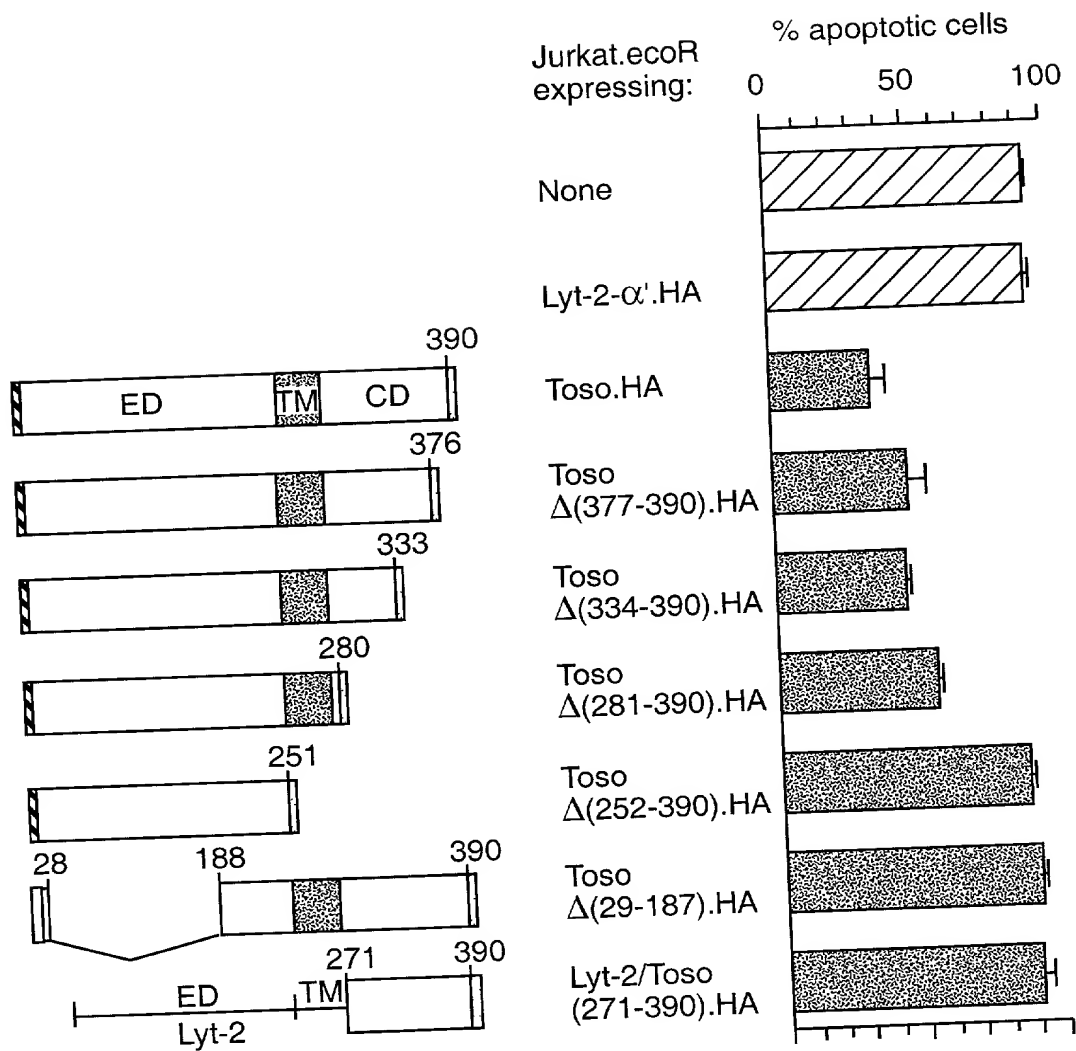 Jurkat.ecoR
expressing:
% apoptotic cells
0 50 100
None
Lyt-2-α'.HA
390
ED TM CD
Toso.HA
376
Toso
Δ(377-390).HA
333
Toso
Δ(334-390).HA
280
Toso
Δ(281-390).HA
251
Toso
Δ(252-390).HA
28 188 390
Toso
Δ(29-187).HA
271 390
ED TM
Lyt-2
Lyt-2/Toso
(271-390).HA